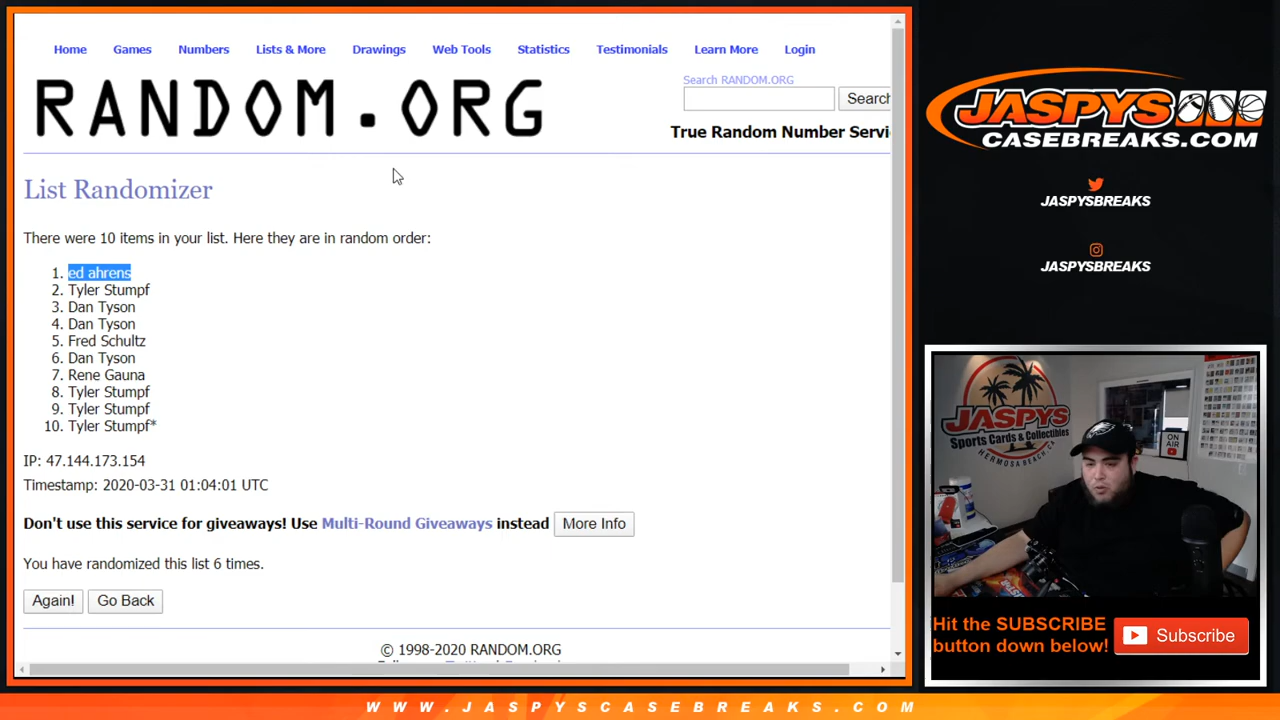 Home Games Numbers Lists & More Drawings Web Tools Statistics Testimonials Learn More Login
RANDOM.ORG
Search RANDOM.ORG
Search
True Random Number Servi
List Randomizer
There were 10 items in your list. Here they are in random order:
1. ed ahrens
2. Tyler Stumpf
3. Dan Tyson
4. Dan Tyson
5. Fred Schultz
6. Dan Tyson
7. Rene Gauna
8. Tyler Stumpf
9. Tyler Stumpf
10. Tyler Stumpf*
IP: 47.144.173.154
Timestamp: 2020-03-31 01:04:01 UTC
Don't use this service for giveaways! Use Multi-Round Giveaways instead More Info
You have randomized this list 6 times.
Again! Go Back
© 1998-2020 RANDOM.ORG
JASPYS
CASEBREAKS.COM
JASPYSBREAKS
JASPYSBREAKS
JASPYS
Sports Cards & Collectibles
HERMOSA BEACH, CA
ON
AIR
Hit the SUBSCRIBE
button down below!
Subscribe
WWW.JASPYSCASEBREAKS.COM